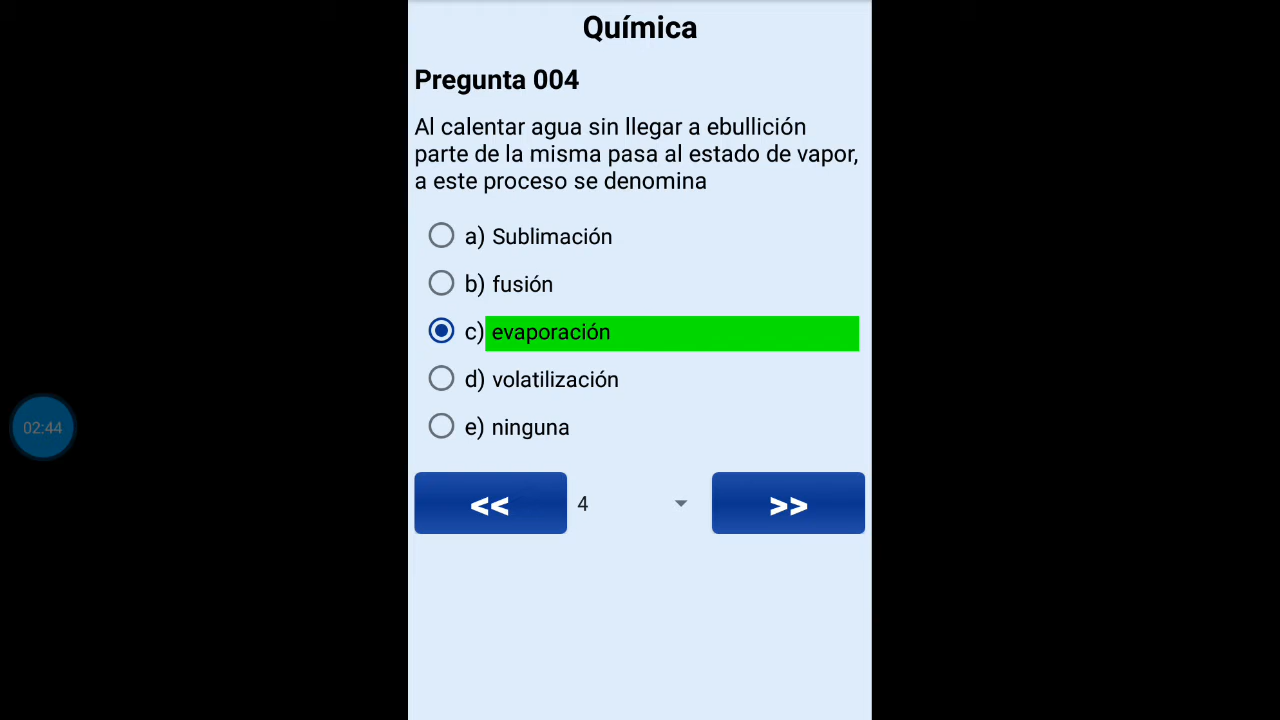 Química
Pregunta 004
Al calentar agua sin llegar a ebullición
parte de la misma pasa al estado de vapor,
a este proceso se denomina
a) Sublimación
b) fusión
c) evaporación
d) volatilización
e) ninguna
<< 4 >>
02:44